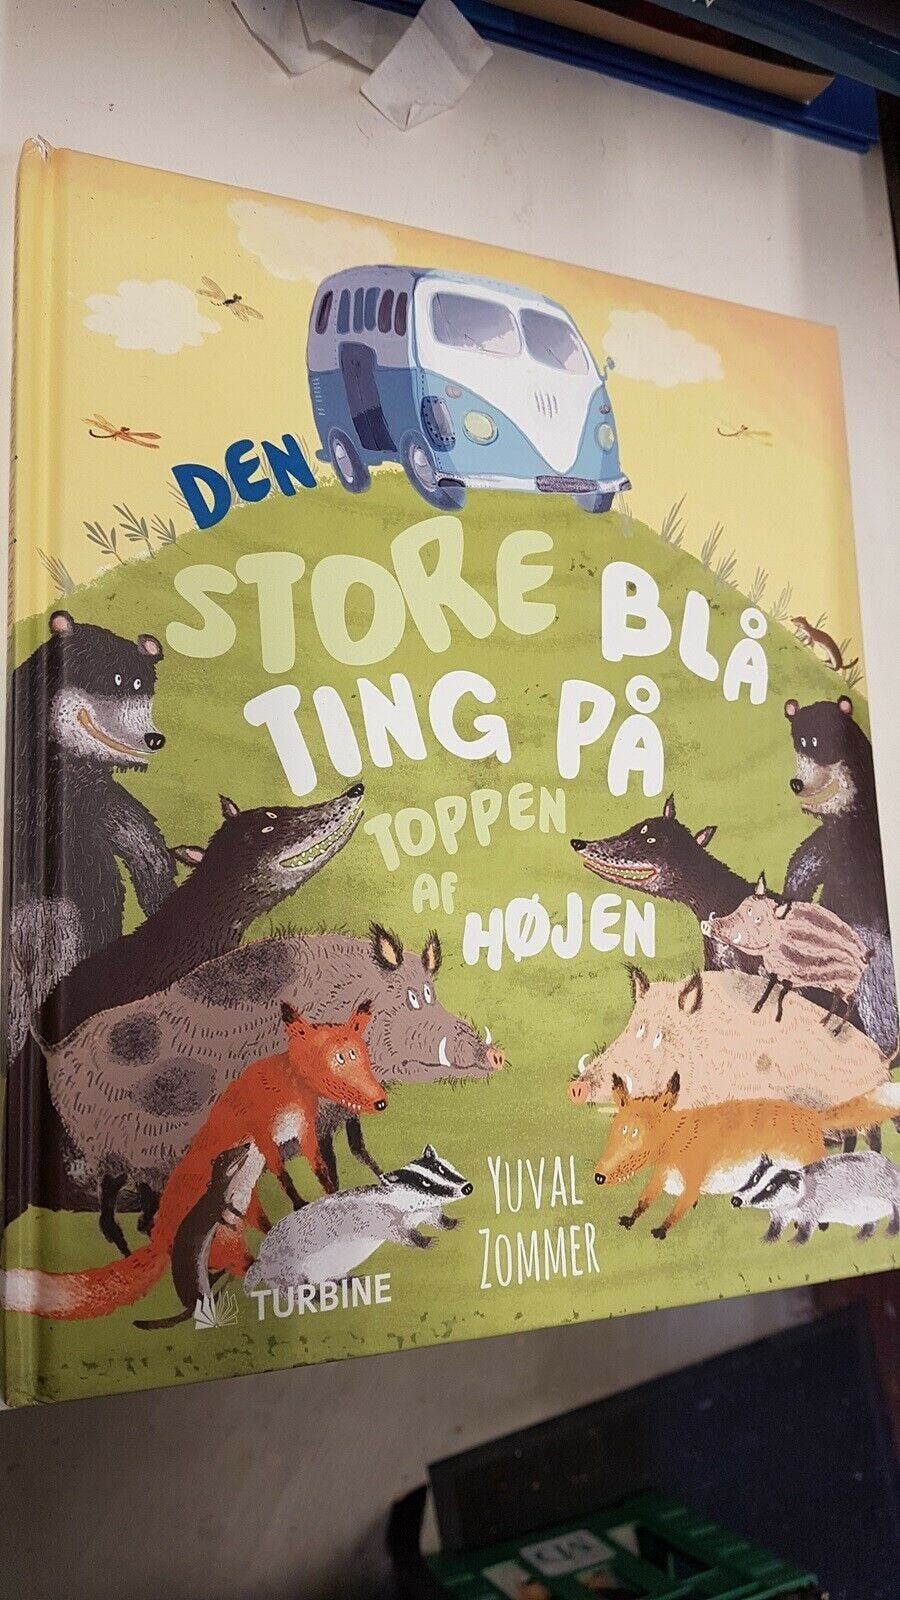 DEN
STORE BLÅ
TING PÅ
TOPPEN
AF HØJEN
YUVAL
ZOMMER
TURBINE